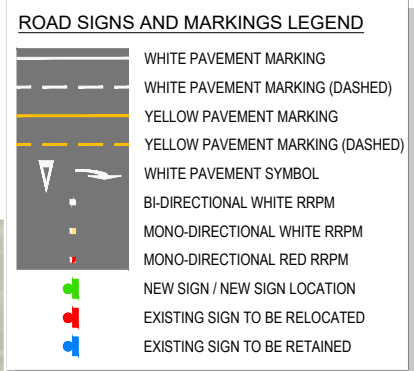 ROAD SIGNS AND MARKINGS LEGEND
WHITE PAVEMENT MARKING
WHITE PAVEMENT MARKING (DASHED)
YELLOW PAVEMENT MARKING
YELLOW PAVEMENT MARKING (DASHED)
WHITE PAVEMENT SYMBOL
BI-DIRECTIONAL WHITE RRPM
MONO-DIRECTIONAL WHITE RRPM
MONO-DIRECTIONAL RED RRPM
NEW SIGN / NEW SIGN LOCATION
EXISTING SIGN TO BE RELOCATED
EXISTING SIGN TO BE RETAINED